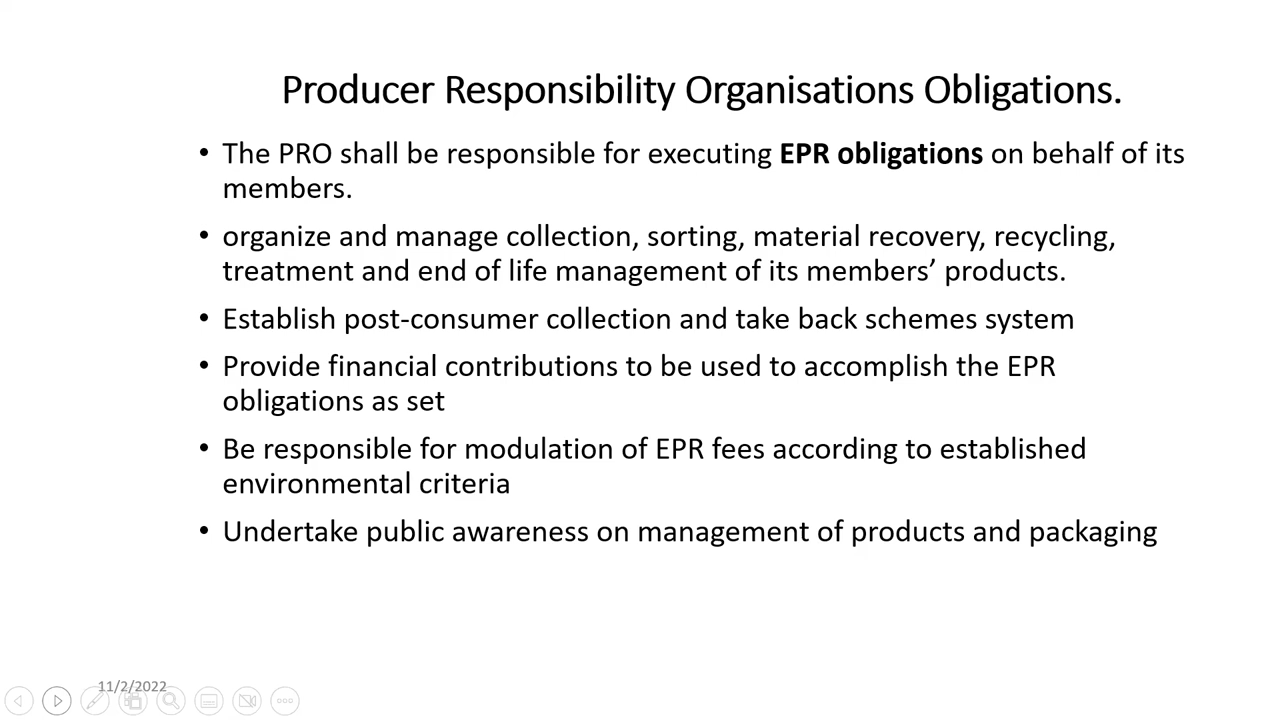 Producer Responsibility Organisations Obligations.
• The PRO shall be responsible for executing EPR obligations on behalf of its
members.
• organize and manage collection, sorting, material recovery, recycling,
treatment and end of life management of its members’ products.
• Establish post-consumer collection and take back schemes system
• Provide financial contributions to be used to accomplish the EPR
obligations as set
• Be responsible for modulation of EPR fees according to established
environmental criteria
• Undertake public awareness on management of products and packaging
11/2/2022